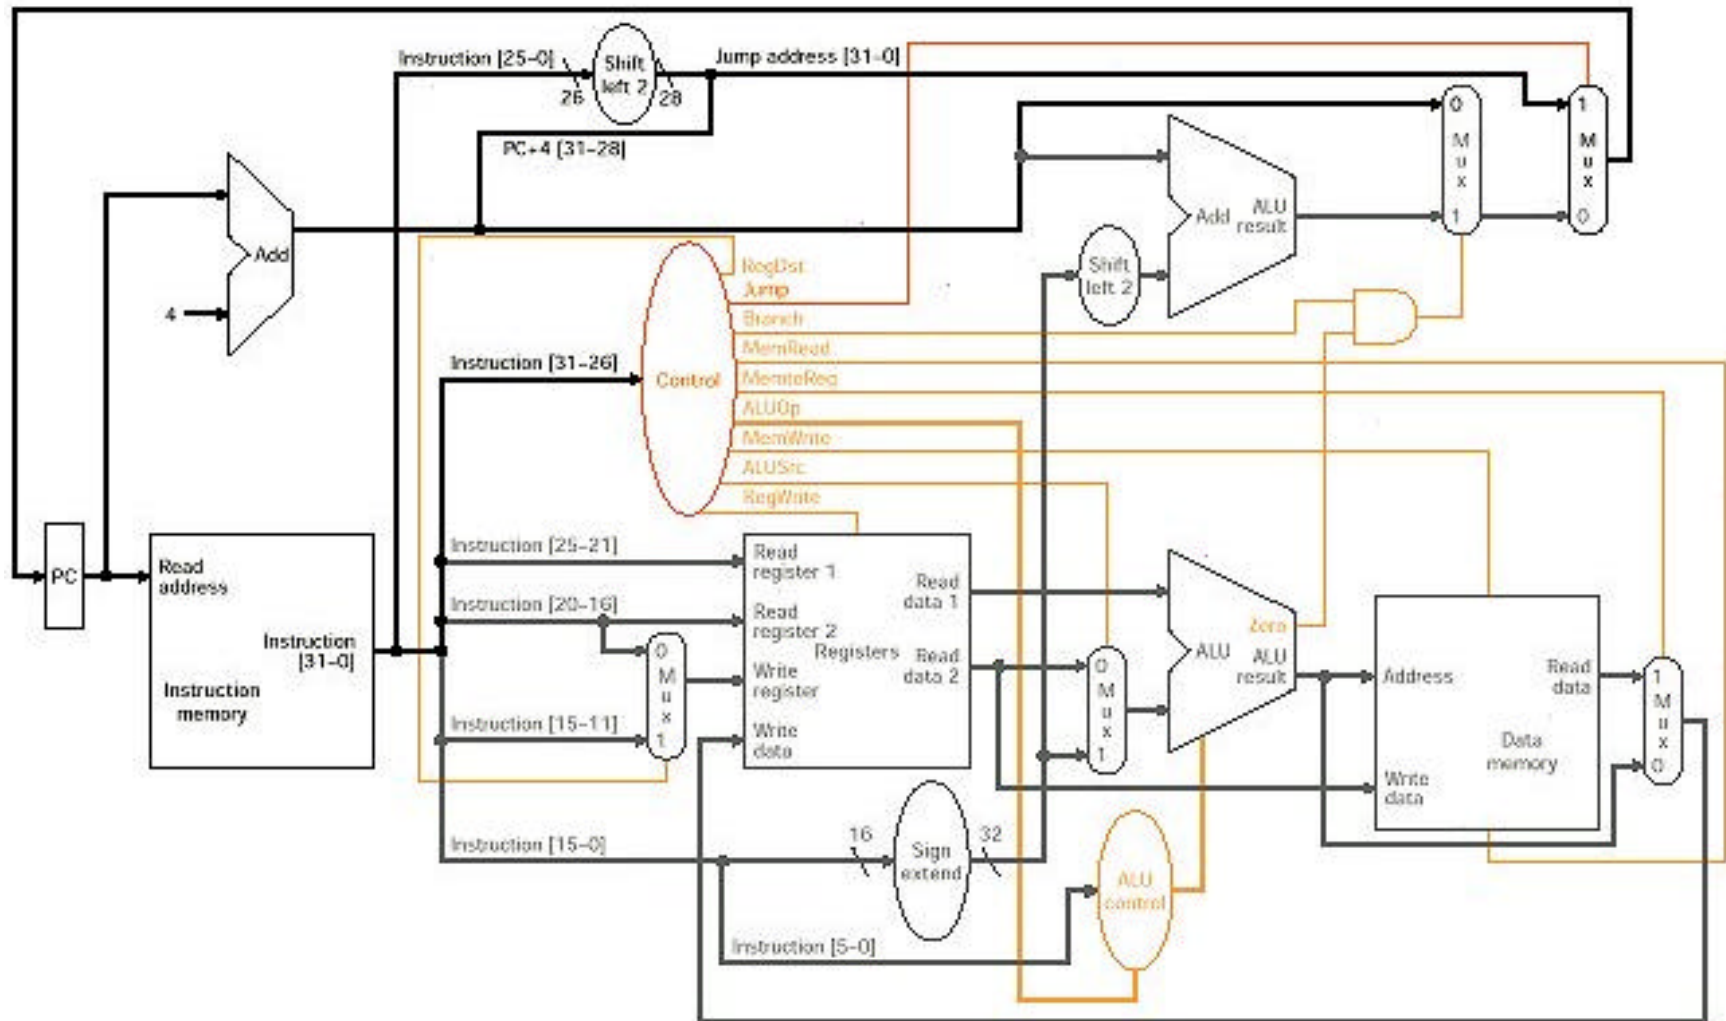 Instruction [25-0]
26
Shift
left 2
28
Jump address [31-0]
PC+4 [31-28]
Add
4
0
M
u
x
1
1
M
u
x
0
Add
ALU
result
Shift
left 2
RegDst
Jump
Branch
MemRead
MemtoReg
ALUOp
MemWrite
ALUSrc
RegWrite
Instruction [31-26]
Control
PC
Read
address
Instruction
[31-0]
Instruction
memory
Instruction [25-21]
Instruction [20-16]
Instruction [15-11]
0
M
u
x
1
Read
register 1
Read
register 2
Write
register
Write
data
Registers
Read
data 1
Read
data 2
0
M
u
x
1
Zero
ALU
ALU
result
Address
Write
data
Read
data
Data
memory
1
M
u
x
0
Instruction [15-0]
16
Sign
extend
32
ALU
control
Instruction [5-0]